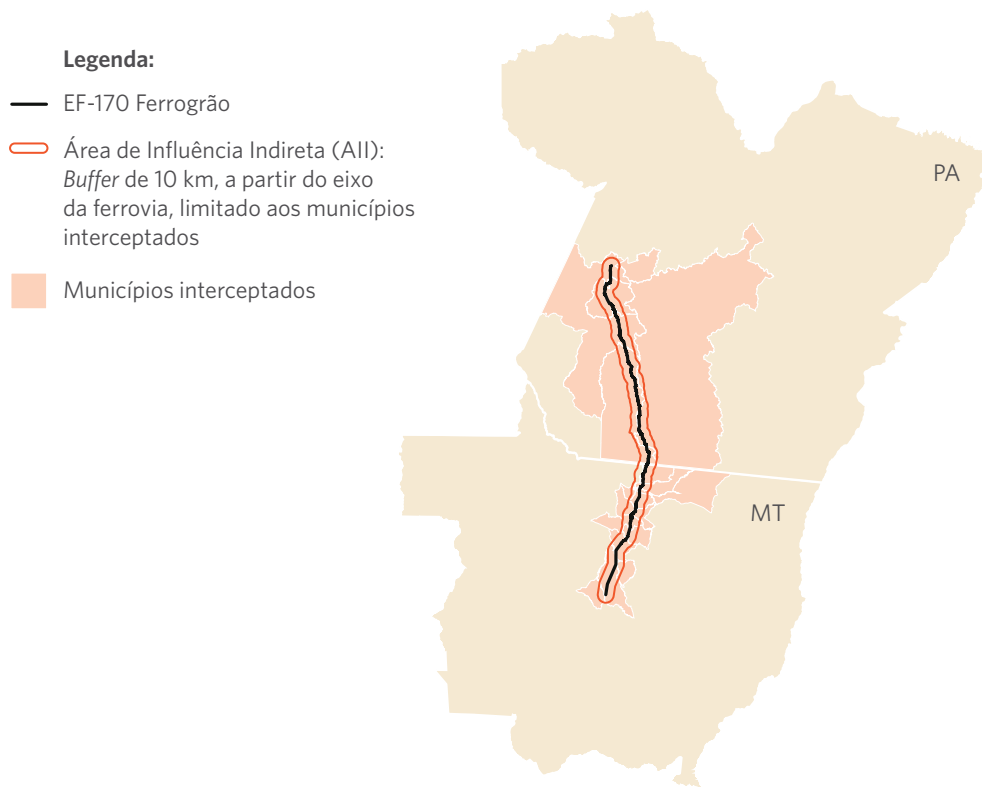 Legenda:
EF-170 Ferrogrão
Área de Influência Indireta (AII):
Buffer de 10 km, a partir do eixo
da ferrovia, limitado aos municípios
interceptados
Municípios interceptados
PA
MT